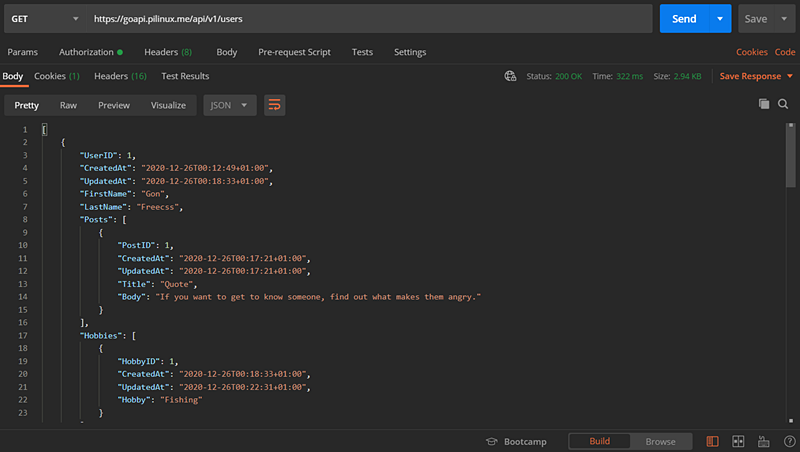 GET https://goapi.pilinux.me/api/v1/users Send Save
Params Authorization Headers (8) Body Pre-request Script Tests Settings Cookies Code
Body Cookies (1) Headers (16) Test Results Status: 200 OK Time: 322 ms Size: 2.94 KB Save Response
Pretty Raw Preview Visualize JSON
1 [
2 {
3 "UserID": 1,
4 "CreatedAt": "2020-12-26T00:12:49+01:00",
5 "UpdatedAt": "2020-12-26T00:18:33+01:00",
6 "FirstName": "Gon",
7 "LastName": "Freecss",
8 "Posts": [
9 {
10 "PostID": 1,
11 "CreatedAt": "2020-12-26T00:17:21+01:00",
12 "UpdatedAt": "2020-12-26T00:17:21+01:00",
13 "Title": "Quote",
14 "Body": "If you want to get to know someone, find out what makes them angry."
15 }
16 ],
17 "Hobbies": [
18 {
19 "HobbyID": 1,
20 "CreatedAt": "2020-12-26T00:18:33+01:00",
21 "UpdatedAt": "2020-12-26T00:22:31+01:00",
22 "Hobby": "Fishing"
23 }
Bootcamp Build Browse